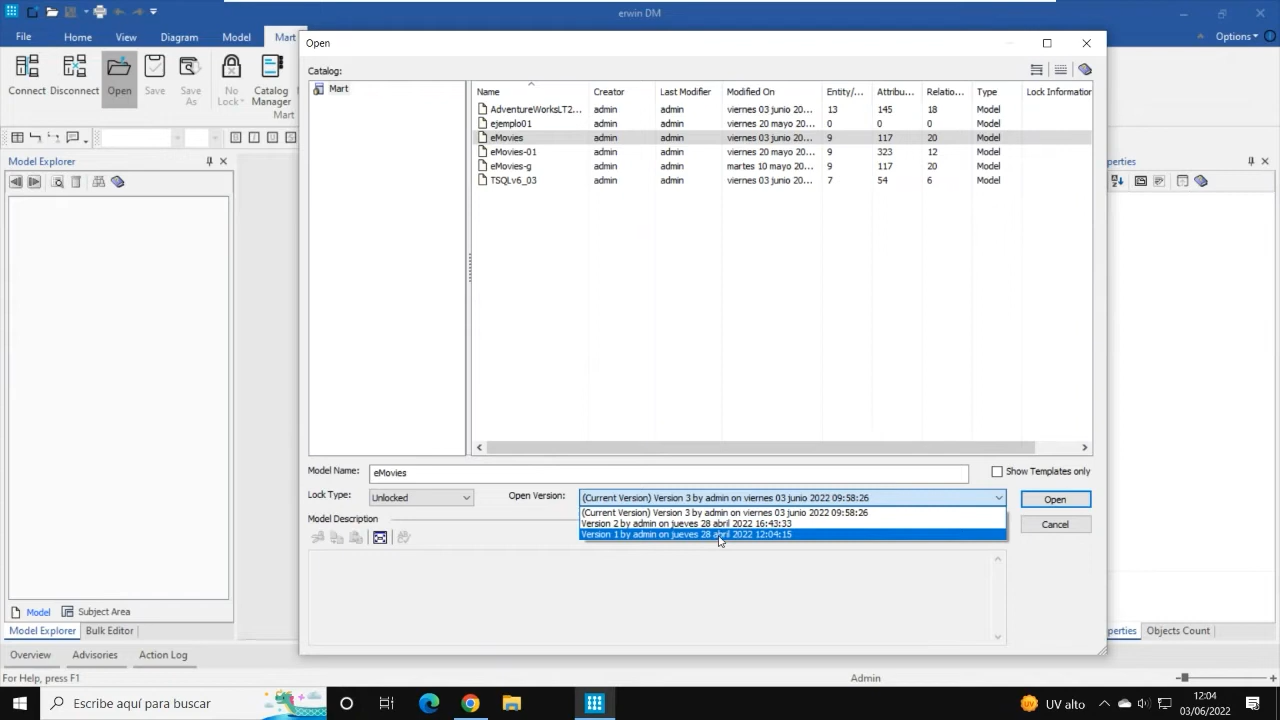 erwin DM
File Home View Diagram Model Mart Options
Open
Connect Disconnect Open Save Save As No Lock Catalog Manager
Mart
Catalog:
Mart
Name Creator Last Modifier Modified On Entity/... Attribu... Relatio... Type Lock Information
AdventureWorksLT2... admin admin viernes 03 junio 20... 13 145 18 Model
ejemplo01 admin admin viernes 20 mayo 20... 0 0 0 Model
eMovies admin admin viernes 03 junio 20... 9 117 20 Model
eMovies-01 admin admin viernes 20 mayo 20... 9 323 12 Model
eMovies-g admin admin martes 10 mayo 20... 9 117 20 Model
TSQLv6_03 admin admin viernes 03 junio 20... 7 54 6 Model
Model Explorer
perties
Model Name: eMovies
Show Templates only
Lock Type: Unlocked
Open Version: (Current Version) Version 3 by admin on viernes 03 junio 2022 09:58:26
Open
(Current Version) Version 3 by admin on viernes 03 junio 2022 09:58:26
Version 2 by admin on jueves 28 abril 2022 16:43:33
Version 1 by admin on jueves 28 abril 2022 12:04:15
Model Description
Cancel
Model Subject Area
Model Explorer Bulk Editor
perties Objects Count
Overview Advisories Action Log
For Help, press F1
Admin
Escribe aquí para buscar
UV UV alto
12:04
03/06/2022